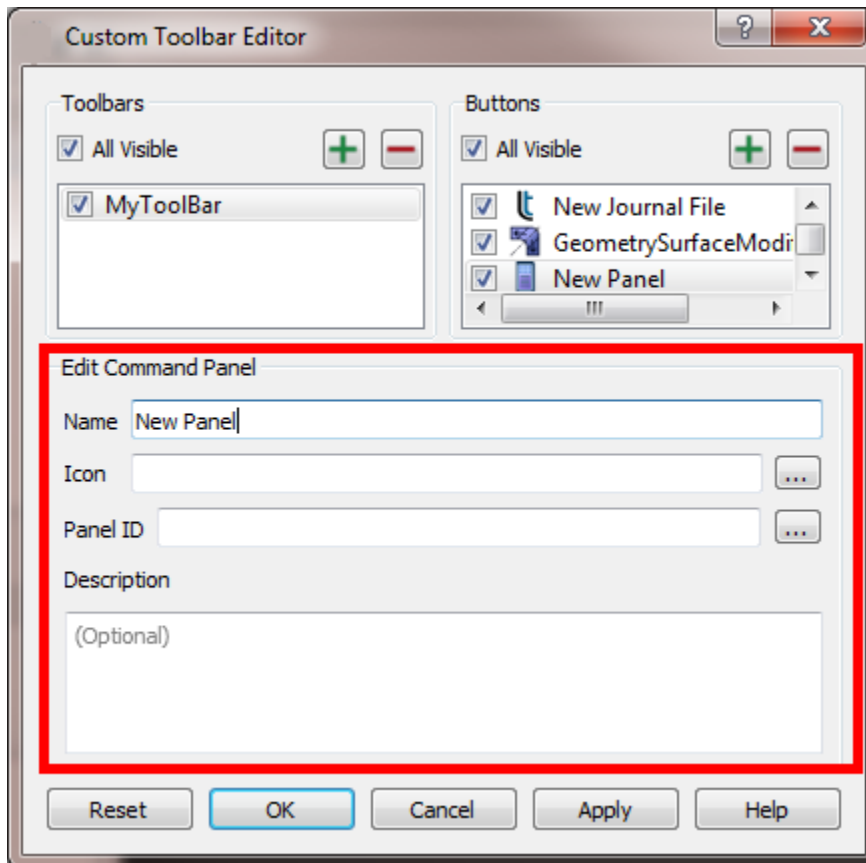 Custom Toolbar Editor
Toolbars
All Visible
MyToolBar
Buttons
All Visible
New Journal File
GeometrySurfaceModif
New Panel
Edit Command Panel
Name New Panel
Icon ...
Panel ID ...
Description
(Optional)
Reset OK Cancel Apply Help